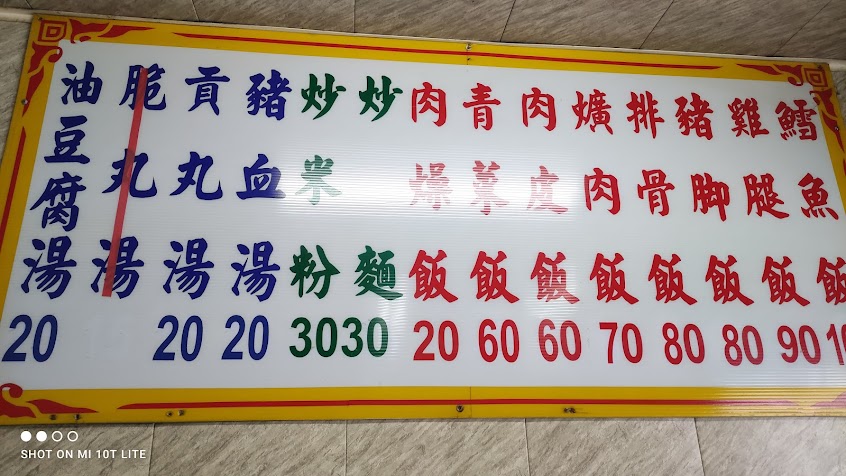 鱈魚飯
雞腿飯 90
豬脚飯 80
排骨飯 80
爌肉飯 70
肉皮飯 60
青菜飯 60
肉燥飯 20
炒麵 30
炒米粉 30
豬血湯 20
貢丸湯 20
脆丸湯
油豆腐湯 20
SHOT ON MI 10T LITE